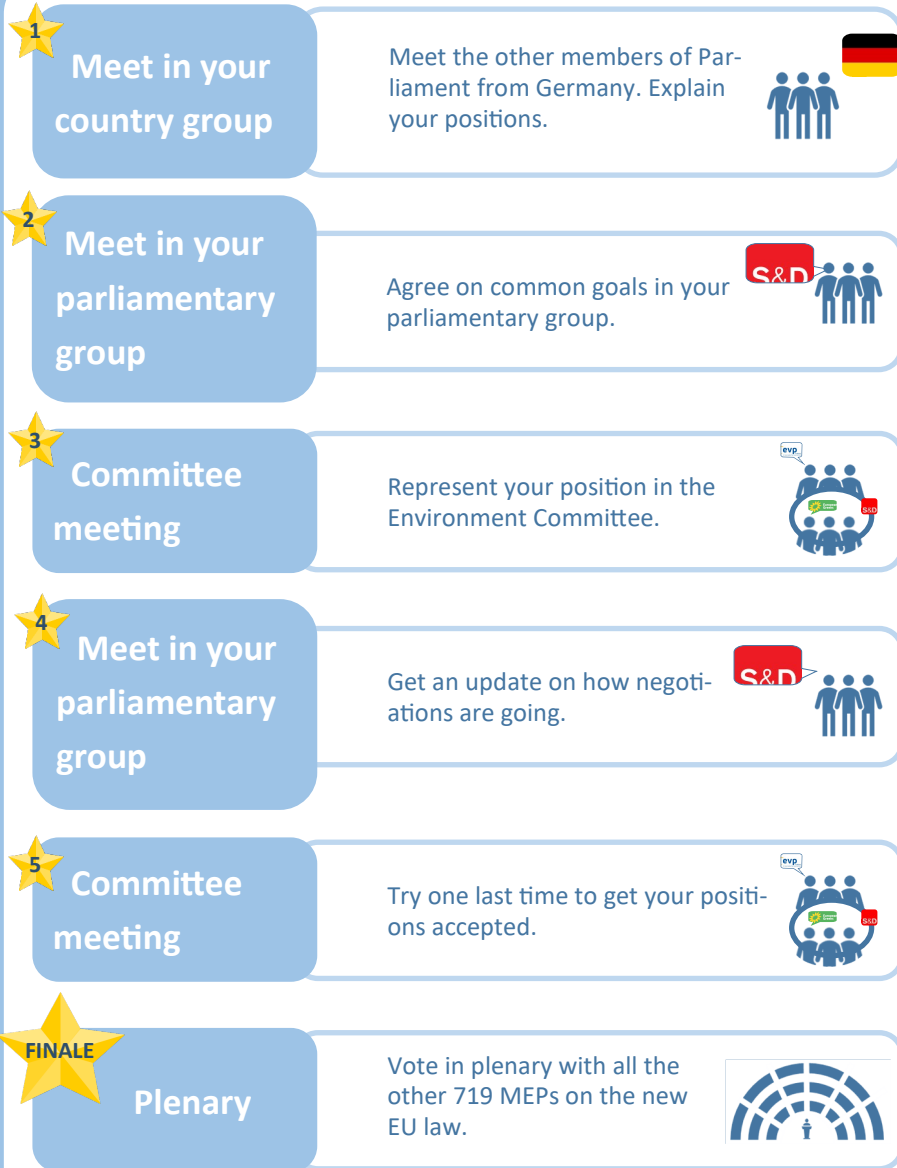 1
Meet in your
country group
Meet the other members of Par-
liament from Germany. Explain
your positions.
2
Meet in your
parliamentary
group
Agree on common goals in your
parliamentary group.
S&D
3
Committee
meeting
Represent your position in the
Environment Committee.
evp
S&D
4
Meet in your
parliamentary
group
Get an update on how negoti-
ations are going.
S&D
5
Committee
meeting
Try one last time to get your positi-
ons accepted.
evp
S&D
FINALE
Plenary
Vote in plenary with all the
other 719 MEPs on the new
EU law.